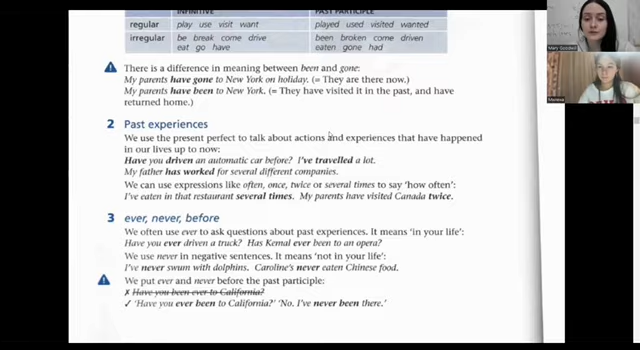 INFINITIVE PAST PARTICIPLE
regular play use visit want played used visited wanted
irregular be break come drive been broken come driven
eat go have eaten gone had
There is a difference in meaning between been and gone:
My parents have gone to New York on holiday. (= They are there now.)
My parents have been to New York. (= They have visited it in the past, and have
returned home.)
2 Past experiences
We use the present perfect to talk about actions and experiences that have happened
in our lives up to now:
Have you driven an automatic car before? I've travelled a lot.
My father has worked for several different companies.
We can use expressions like often, once, twice or several times to say 'how often':
I've eaten in that restaurant several times. My parents have visited Canada twice.
3 ever, never, before
We often use ever to ask questions about past experiences. It means 'in your life':
Have you ever driven a truck? Has Kemal ever been to an opera?
We use never in negative sentences. It means 'not in your life':
I've never swum with dolphins. Caroline's never eaten Chinese food.
We put ever and never before the past participle:
✗ Have you been ever to California?
✓ 'Have you ever been to California?' 'No, I've never been there.'